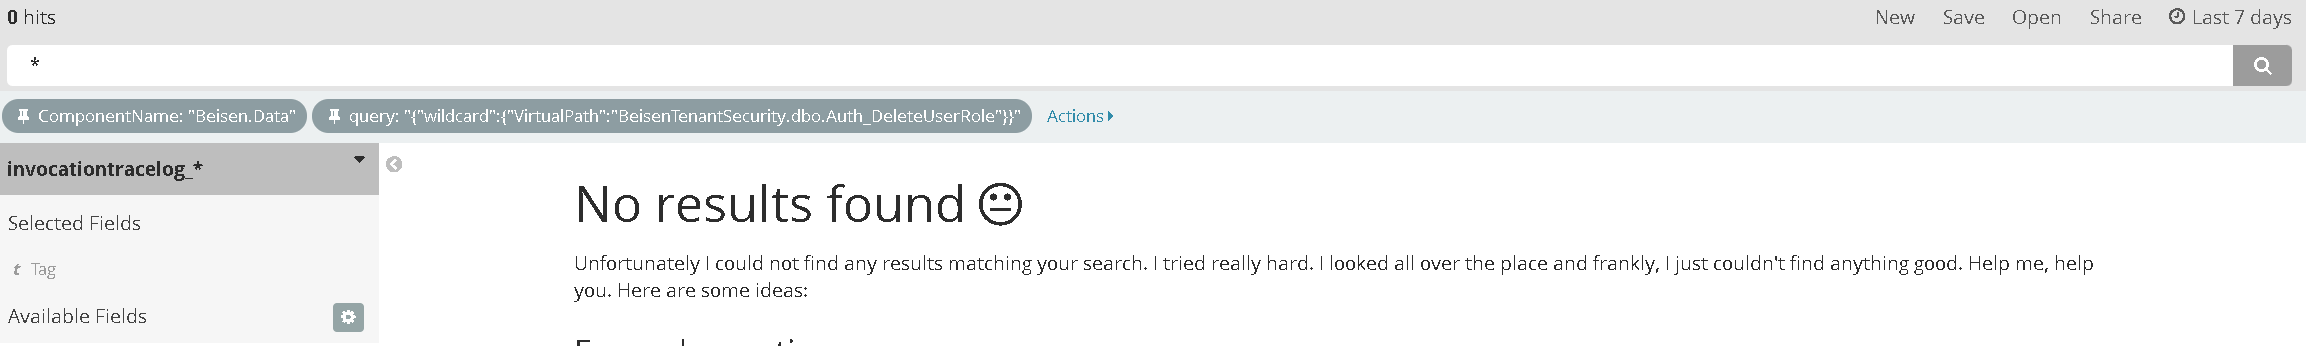 0 hits
New Save Open Share Last 7 days
*
ComponentName: "Beisen.Data" query: "{"wildcard":{"VirtualPath":"BeisenTenantSecurity.dbo.Auth_DeleteUserRole"}}" Actions
invocationtracelog_*
Selected Fields
t Tag
Available Fields
No results found
Unfortunately I could not find any results matching your search. I tried really hard. I looked all over the place and frankly, I just couldn't find anything good. Help me, help
you. Here are some ideas: